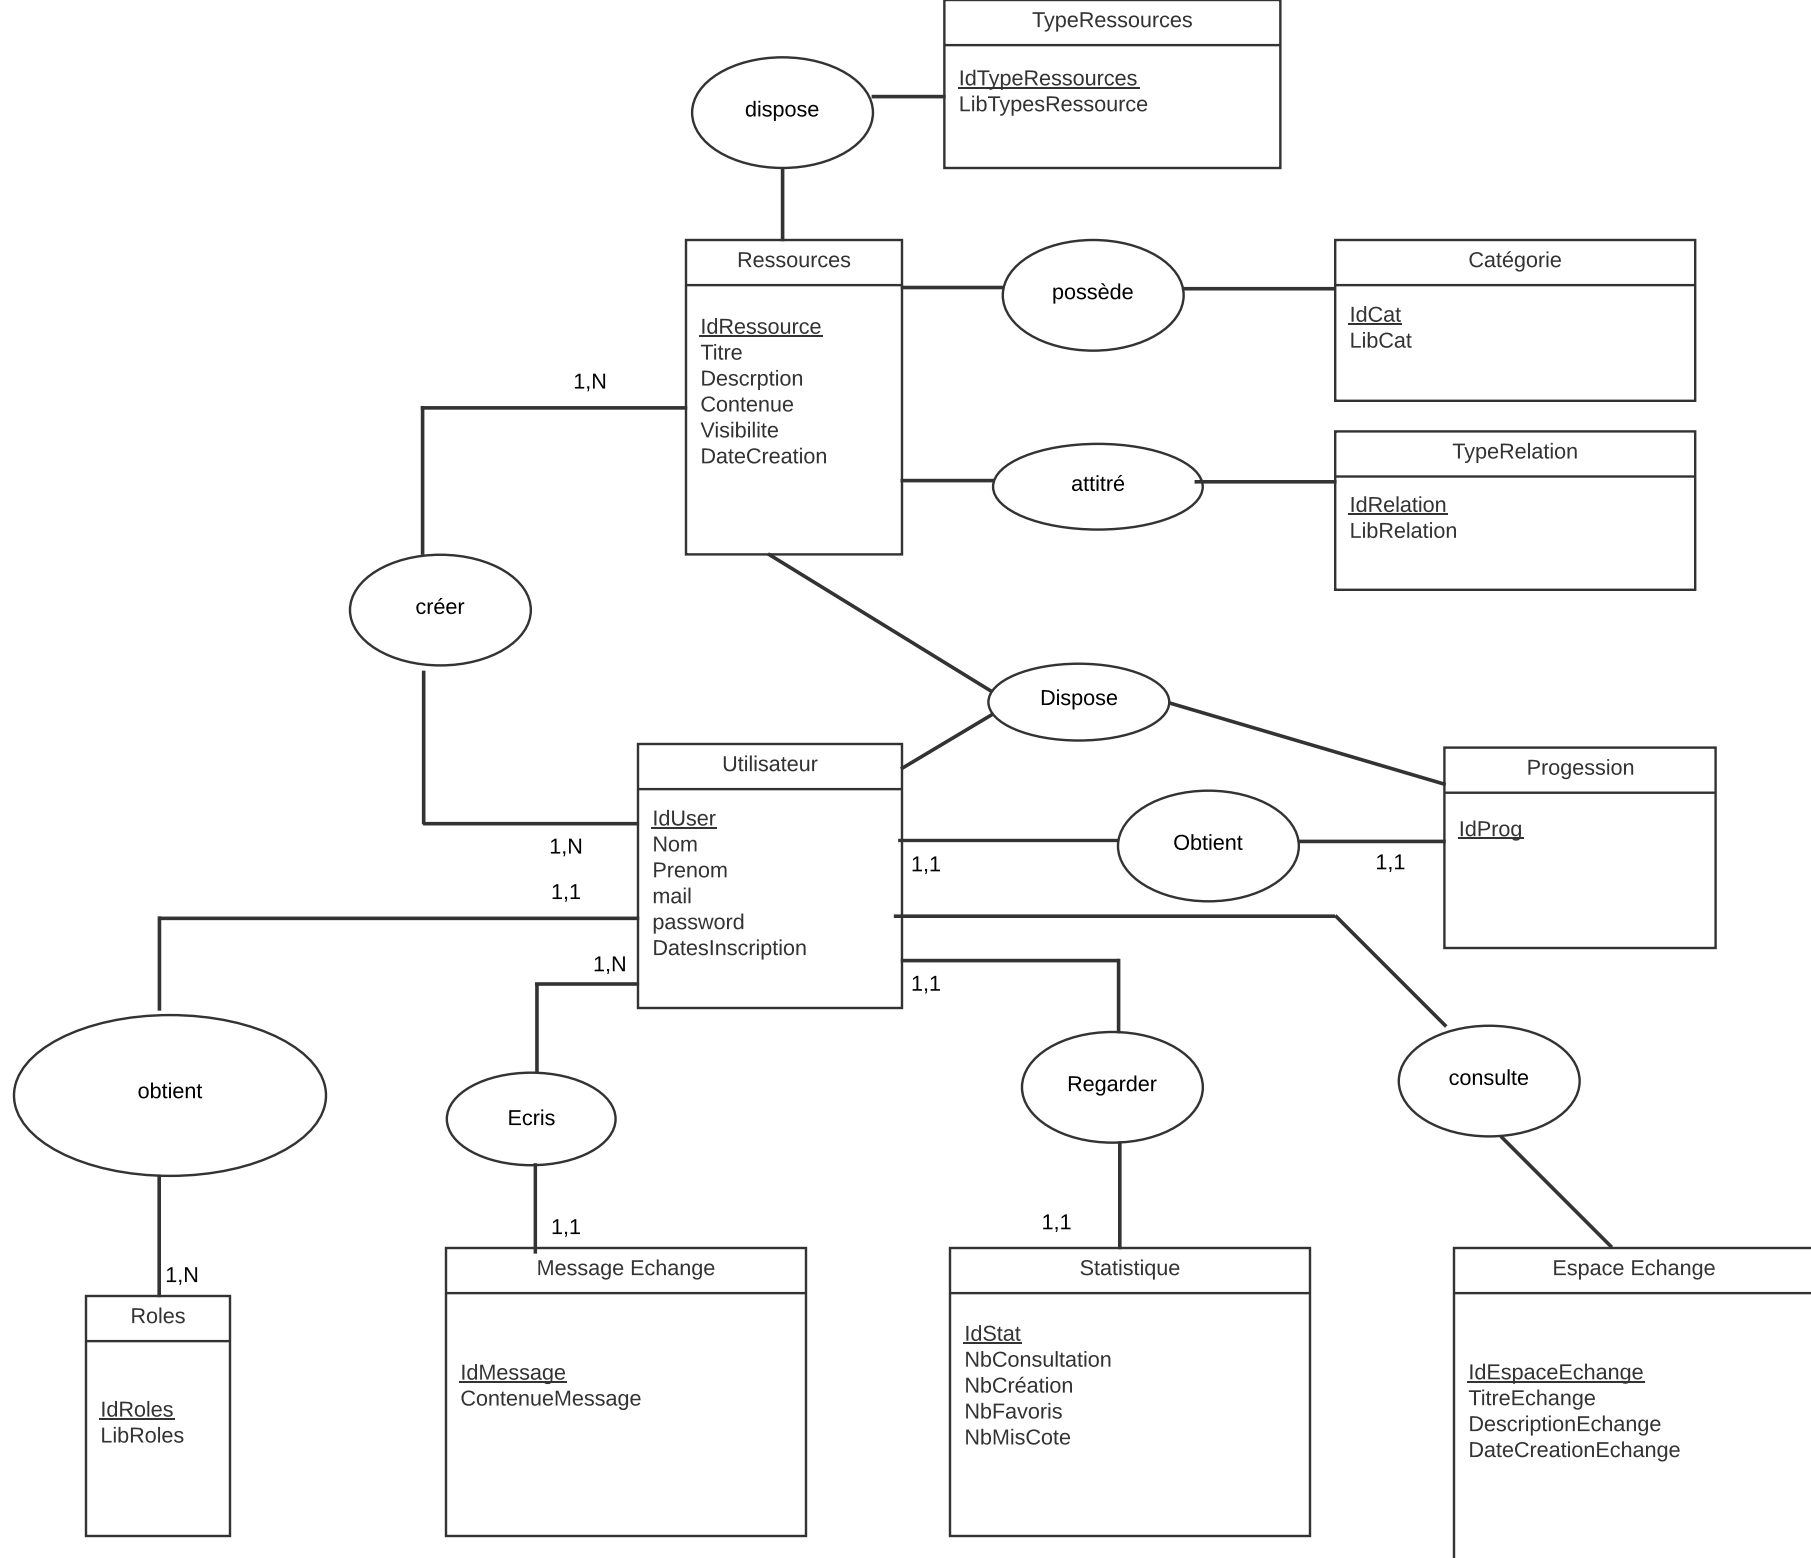 TypeRessources
IdTypeRessources
LibTypesRessource
dispose
Ressources
IdRessource
Titre
Descrption
Contenue
Visibilite
DateCreation
possède
Catégorie
IdCat
LibCat
1,N
attitré
TypeRelation
IdRelation
LibRelation
créer
Dispose
Utilisateur
IdUser
Nom
Prenom
mail
password
DatesInscription
Progession
IdProg
Obtient
1,N
1,1
1,1
1,1
1,N
1,1
obtient
Ecris
Regarder
consulte
1,1
1,1
1,N
Roles
IdRoles
LibRoles
Message Echange
IdMessage
ContenueMessage
Statistique
IdStat
NbConsultation
NbCréation
NbFavoris
NbMisCote
Espace Echange
IdEspaceEchange
TitreEchange
DescriptionEchange
DateCreationEchange